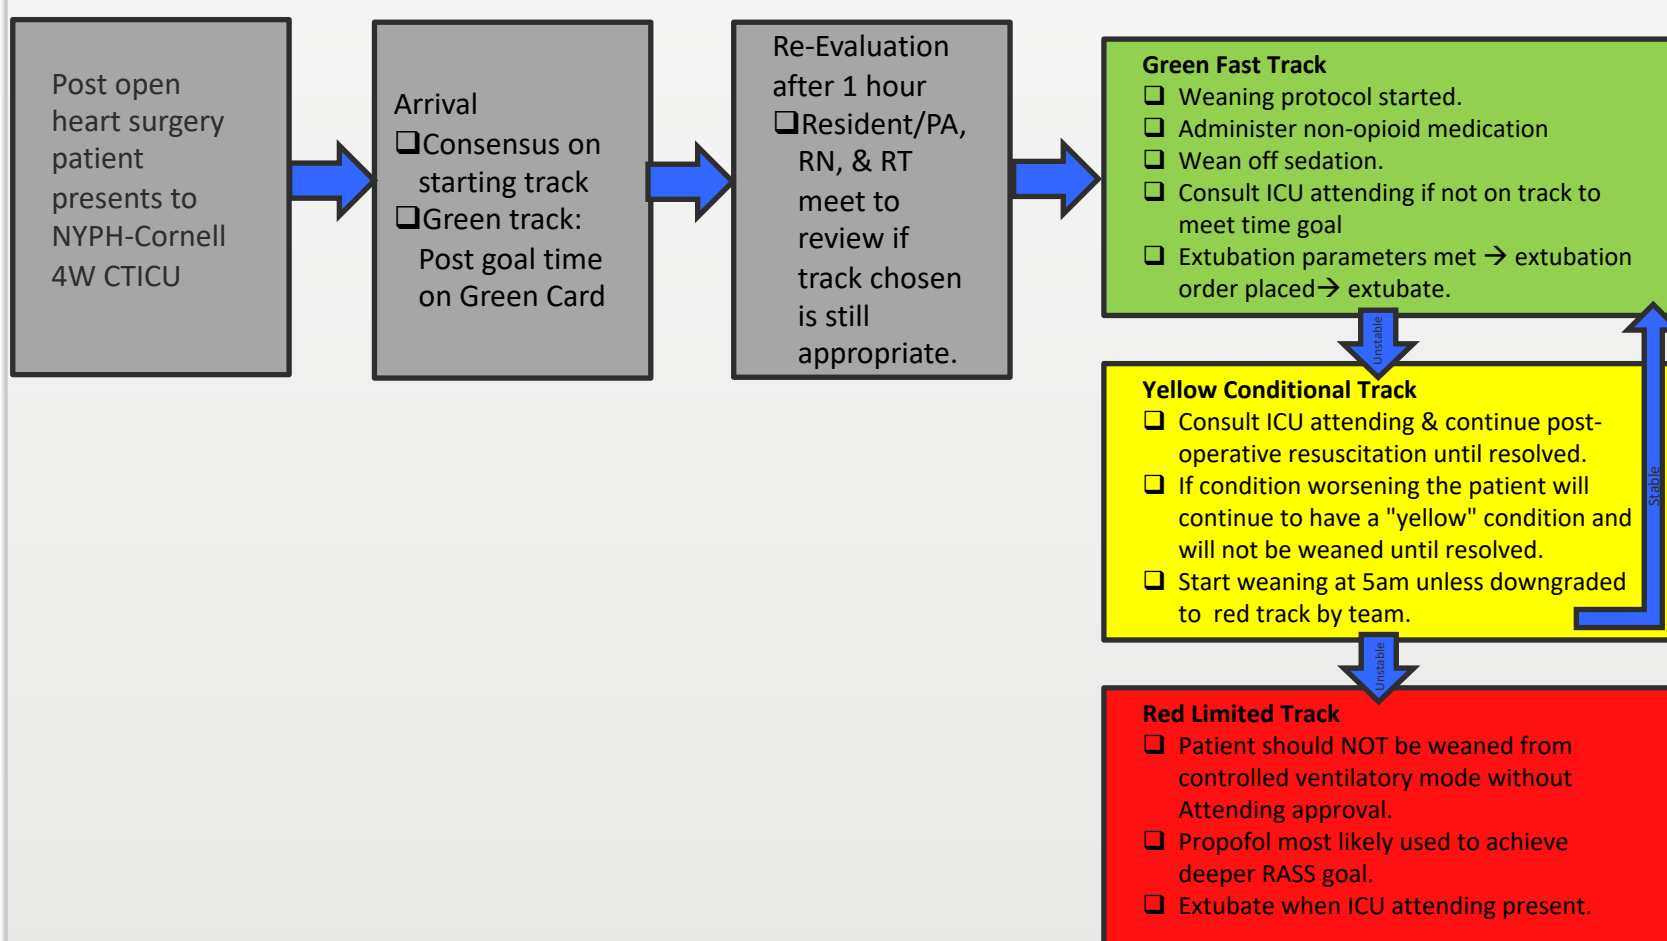 Post open
heart surgery
patient
presents to
NYPH-Cornell
4W CTICU
Arrival
❑Consensus on
starting track
❑Green track:
Post goal time
on Green Card
Re-Evaluation
after 1 hour
❑Resident/PA,
RN, & RT
meet to
review if
track chosen
is still
appropriate.
Green Fast Track
❑ Weaning protocol started.
❑ Administer non-opioid medication
❑ Wean off sedation.
❑ Consult ICU attending if not on track to
meet time goal
❑ Extubation parameters met → extubation
order placed→ extubate.
Unstable
Yellow Conditional Track
❑ Consult ICU attending & continue post-
operative resuscitation until resolved.
❑ If condition worsening the patient will
continue to have a "yellow" condition and
will not be weaned until resolved.
❑ Start weaning at 5am unless downgraded
to  red track by team.
Stable
Unstable
Red Limited Track
❑ Patient should NOT be weaned from
controlled ventilatory mode without
Attending approval.
❑ Propofol most likely used to achieve
deeper RASS goal.
❑ Extubate when ICU attending present.